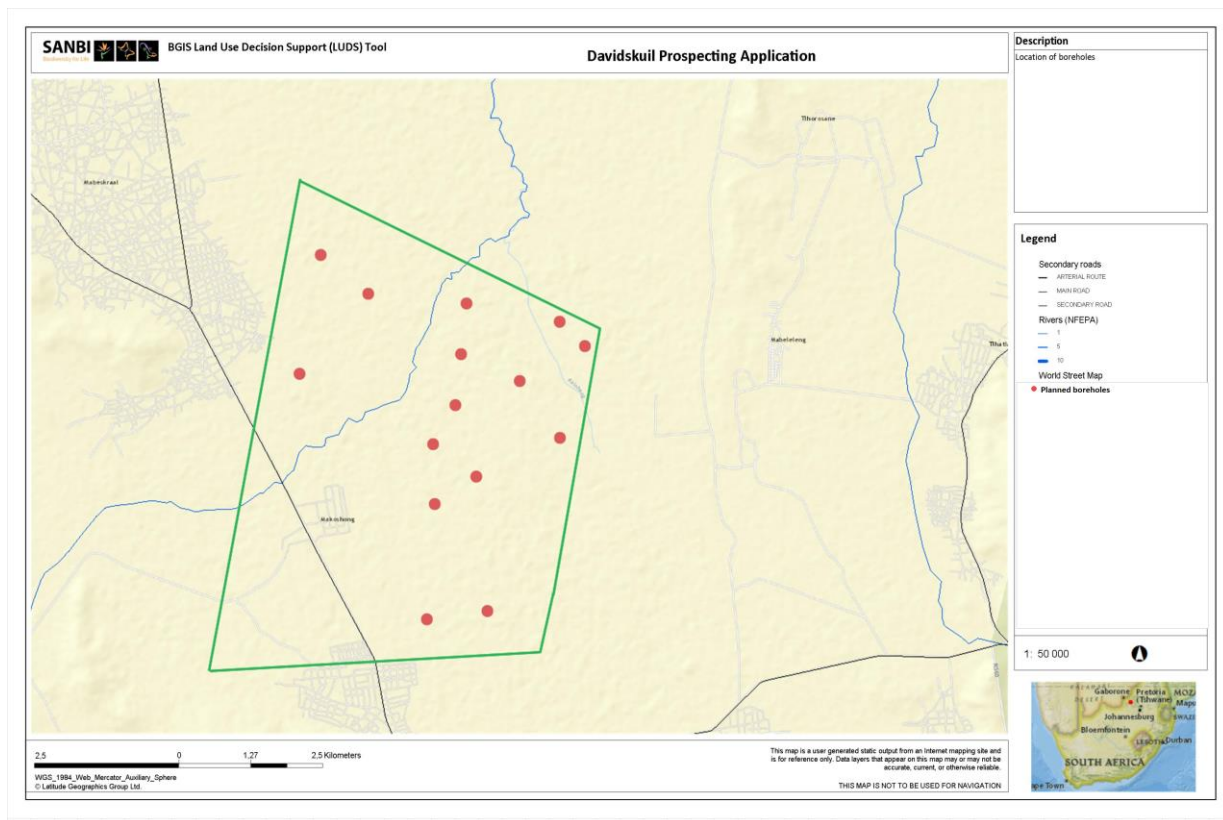 SANBI
Biodiversity for Life
BGIS Land Use Decision Support (LUDS) Tool
Davidskuil Prospecting Application
Description
Location of boreholes
Mabeskraal
Mabeleleng
Makoshong
Legend
Secondary roads
ARTERIAL ROUTE
MAIN ROAD
SECONDARY ROAD
Rivers (NFEPA)
1
5
10
World Street Map
Planned boreholes
1: 50 000
Gaborone
Pretoria
(Tshwane)
MOZA
Maps
Johannesburg
SWAZI
Bloemfontein
LESOTHO
Durban
SOUTH AFRICA
ape Town
2,5
0
1,27
2,5 Kilometers
WGS_1984_Web_Mercator_Auxiliary_Sphere
© Latitude Geographics Group Ltd.
This map is a user generated static output from an Internet mapping site and
is for reference only. Data layers that appear on this map may or may not be
accurate, current, or otherwise reliable.
THIS MAP IS NOT TO BE USED FOR NAVIGATION